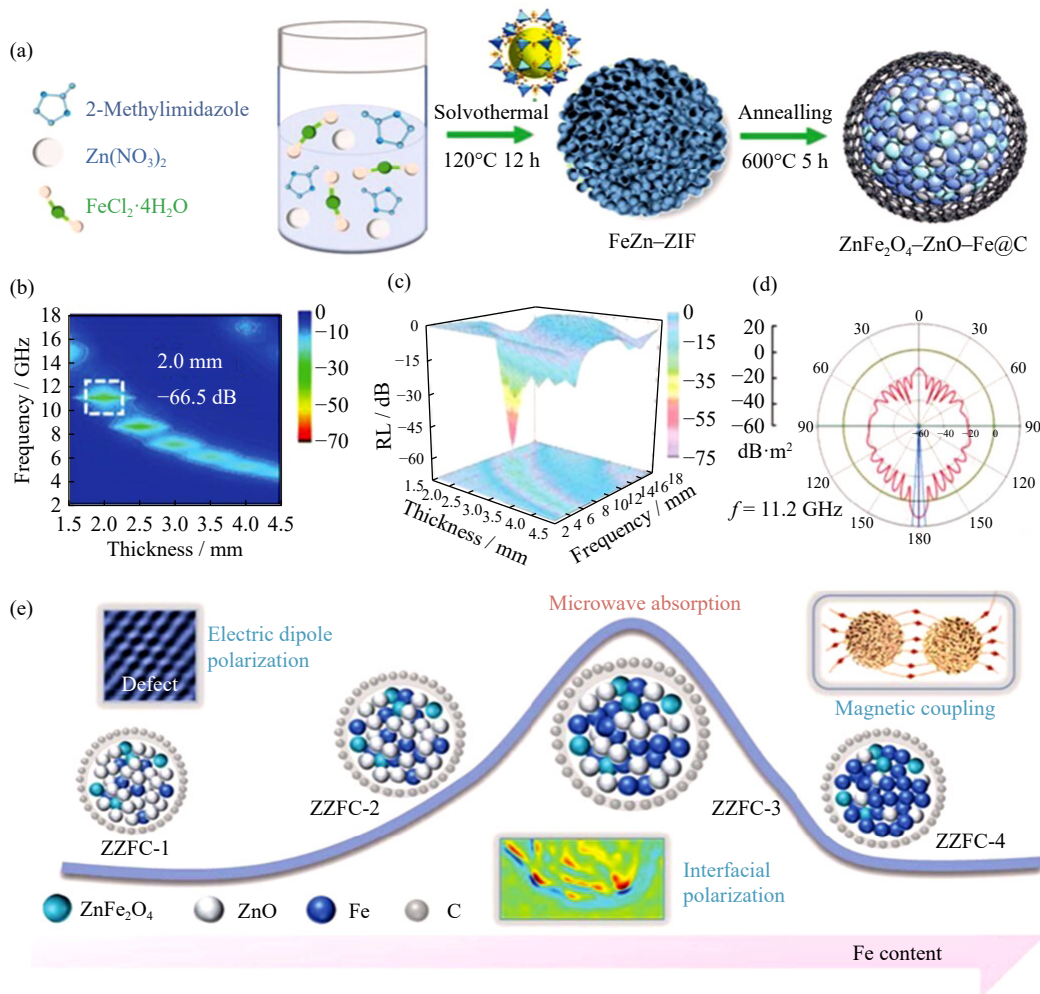 (a)
2-Methylimidazole
Zn(NO₃)₂
FeCl₂·4H₂O
Solvothermal
120°C 12 h
FeZn–ZIF
Annealling
600°C 5 h
ZnFe₂O₄–ZnO–Fe@C
(b)
Frequency / GHz
18
16
14
12
10
8
6
4
2
1.5 2.0 2.5 3.0 3.5 4.0 4.5
Thickness / mm
2.0 mm
−66.5 dB
0
−10
−20
−30
−40
−50
−60
−70
(c)
RL / dB
0
−15
−30
−45
−60
1.5 2.0 2.5 3.0 3.5 4.0 4.5
Thickness / mm
2 4 6 8 10 12 14 16 18
Frequency / mm
0
−15
−35
−55
−75
(d)
20
0
−20
−40
−60
dB·m²
f = 11.2 GHz
0
30 30
60 60
90 90
120 120
150 150
180
−60 −40 −20 0
(e)
Electric dipole
polarization
Defect
Microwave absorption
Magnetic coupling
ZZFC-1
ZZFC-2
ZZFC-3
ZZFC-4
Interfacial
polarization
ZnFe₂O₄ ZnO Fe C
Fe content